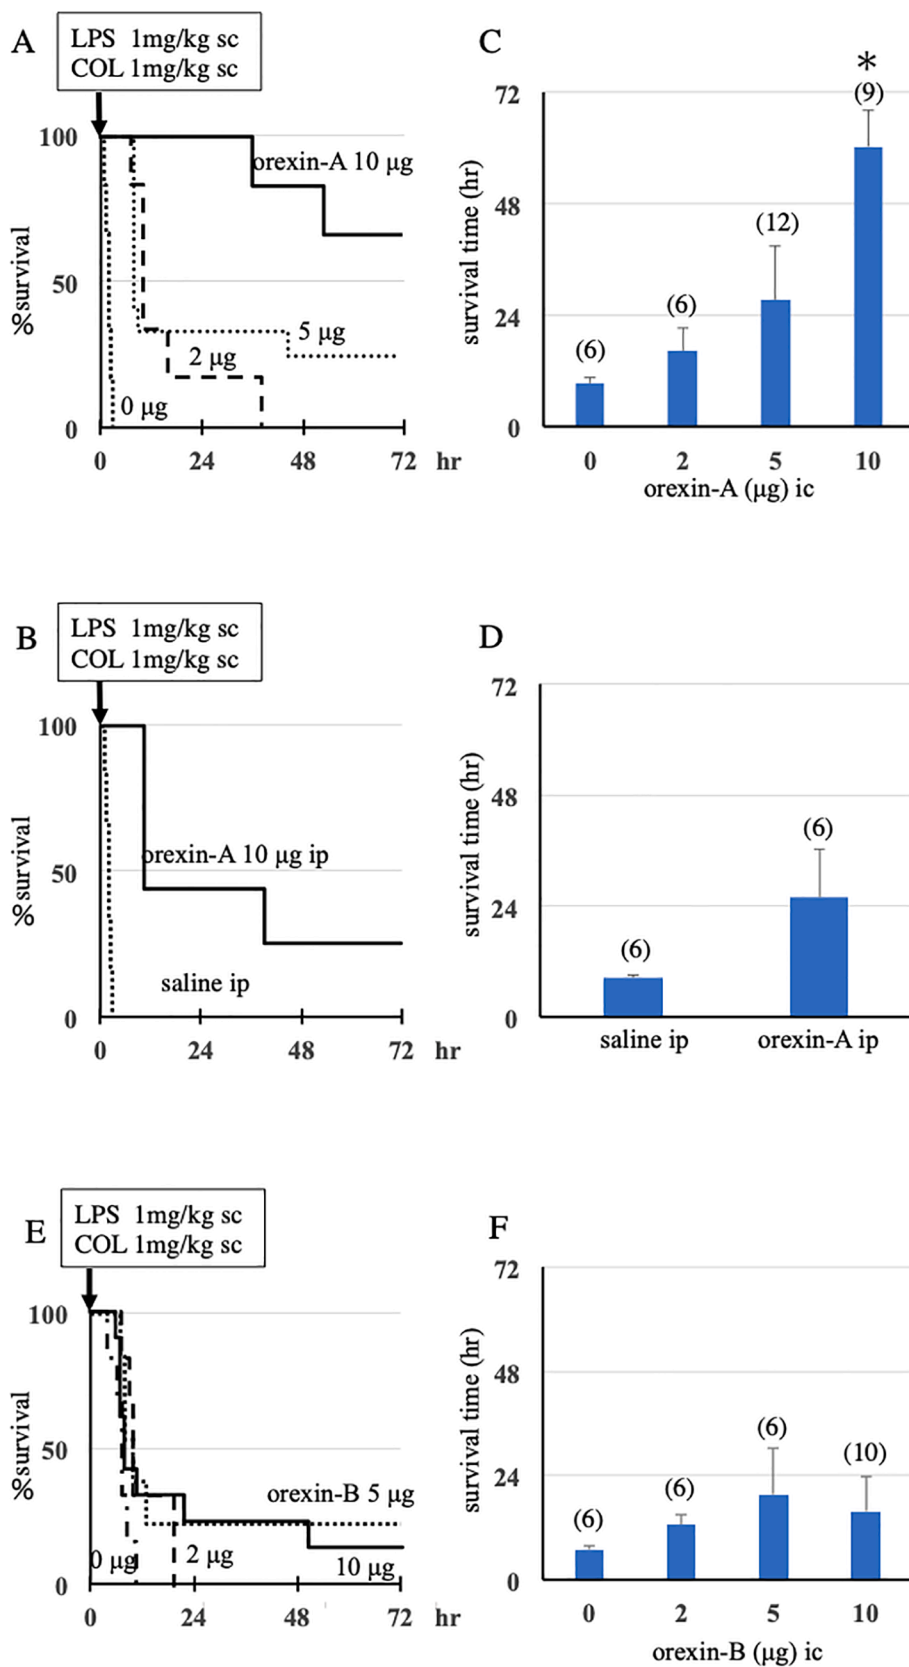 A
LPS 1mg/kg sc
COL 1mg/kg sc
100
orexin-A 10 µg
50
5 µg
2 µg
0 µg
0
%survival
0 24 48 72 hr
C
*
72
(9)
(12)
48
(6)
24
(6)
0
survival time (hr)
0 2 5 10
orexin-A (µg) ic
B
LPS 1mg/kg sc
COL 1mg/kg sc
100
orexin-A 10 µg ip
50
saline ip
0
%survival
0 24 48 72 hr
D
72
48
(6)
24
(6)
0
survival time (hr)
saline ip orexin-A ip
E
LPS 1mg/kg sc
COL 1mg/kg sc
100
50
orexin-B 5 µg
0 µg 2 µg
10 µg
0
%survival
0 24 48 72 hr
F
72
48
(6)
(10)
24
(6)
(6)
0
survival time (hr)
0 2 5 10
orexin-B (µg) ic